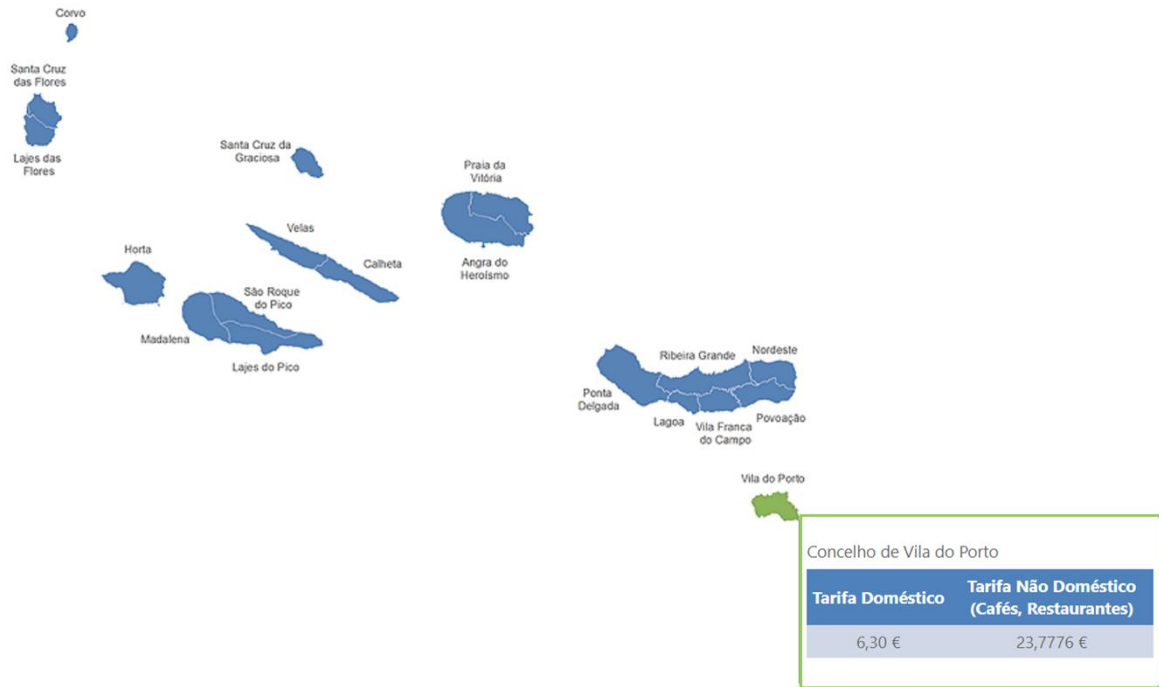 Corvo
Santa Cruz
das Flores
Lajes das
Flores
Santa Cruz da
Graciosa
Praia da
Vitória
Velas
Angra do
Heroísmo
Horta
Calheta
São Roque
do Pico
Madalena
Lajes do Pico
Ribeira Grande
Nordeste
Ponta
Delgada
Lagoa
Vila Franca
do Campo
Povoação
Vila do Porto
Concelho de Vila do Porto
Tarifa Doméstico
Tarifa Não Doméstico
(Cafés, Restaurantes)
6,30 €
23,7776 €